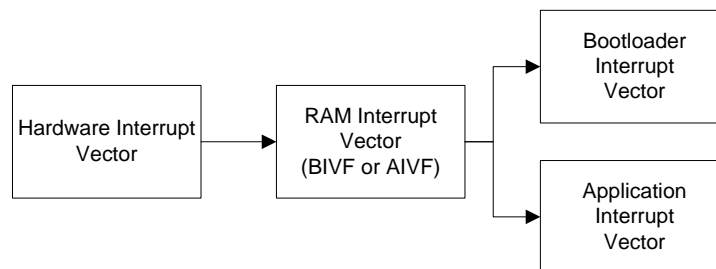 Hardware Interrupt
Vector
RAM Interrupt
Vector
(BIVF or AIVF)
Bootloader
Interrupt
Vector
Application
Interrupt
Vector